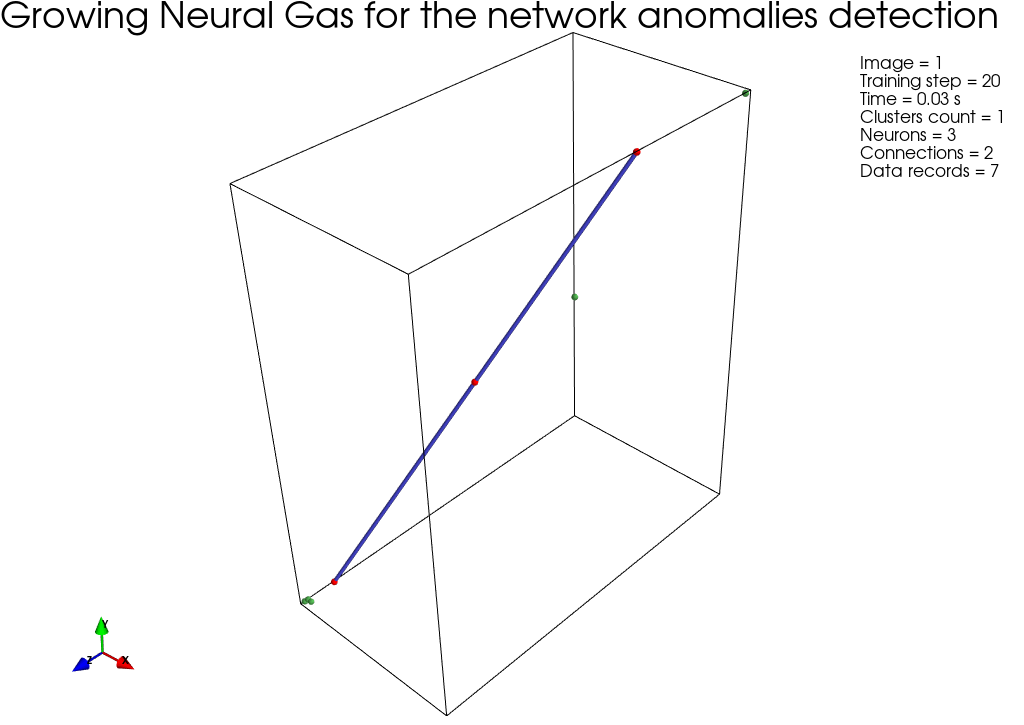 Growing Neural Gas for the network anomalies detection
Image = 1
Training step = 20
Time = 0.03 s
Clusters count = 1
Neurons = 3
Connections = 2
Data records = 7
Y
Z
X